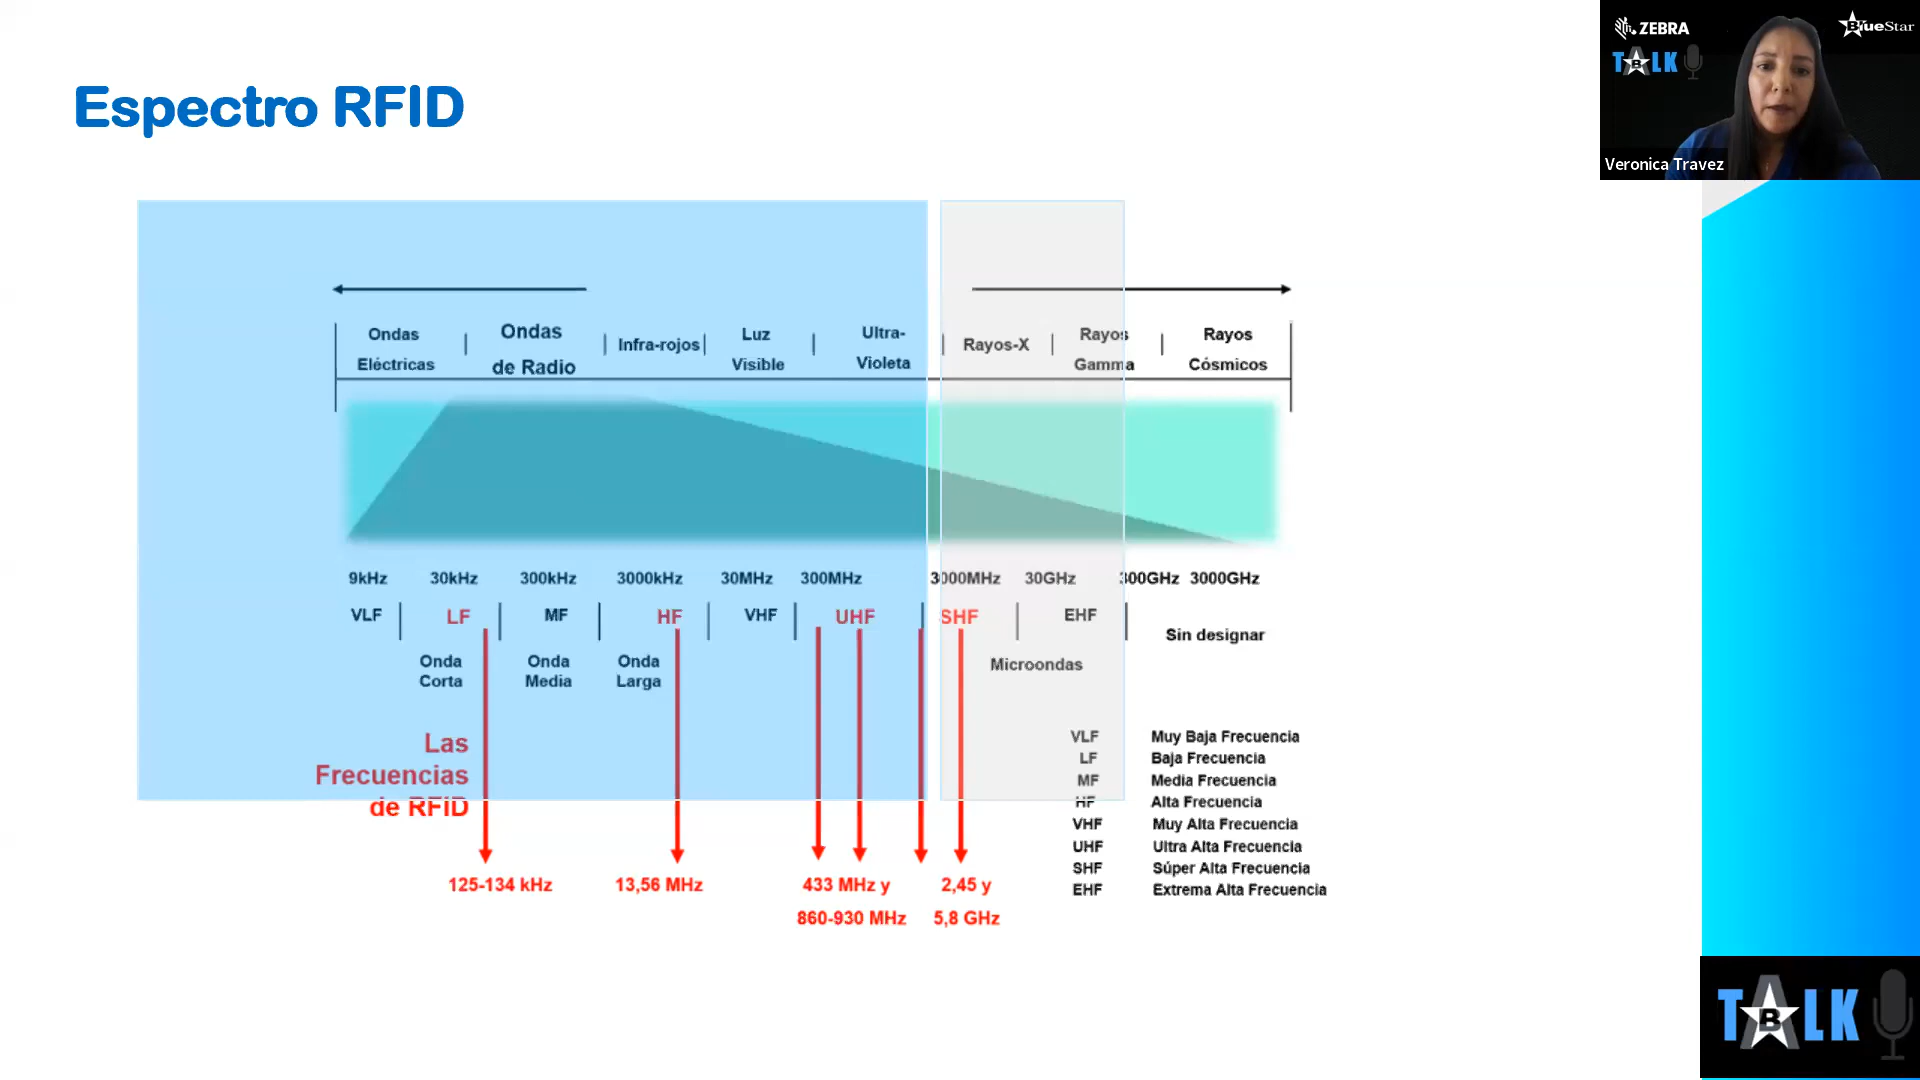 Espectro RFID
ZEBRA
BlueStar
TALK
B
Veronica Travez
Ondas Eléctricas
Ondas de Radio
Infra-rojos
Luz Visible
Ultra-Violeta
Rayos-X
Rayos Gamma
Rayos Cósmicos
9kHz 30kHz 300kHz 3000kHz 30MHz 300MHz 3000MHz 30GHz 300GHz 3000GHz
VLF LF MF HF VHF UHF SHF EHF
Sin designar
Onda Corta
Onda Media
Onda Larga
Microondas
Las
Frecuencias
de RFID
125-134 kHz
13,56 MHz
433 MHz y
860-930 MHz
2,45 y
5,8 GHz
VLF Muy Baja Frecuencia
LF Baja Frecuencia
MF Media Frecuencia
HF Alta Frecuencia
VHF Muy Alta Frecuencia
UHF Ultra Alta Frecuencia
SHF Súper Alta Frecuencia
EHF Extrema Alta Frecuencia
TALK
B